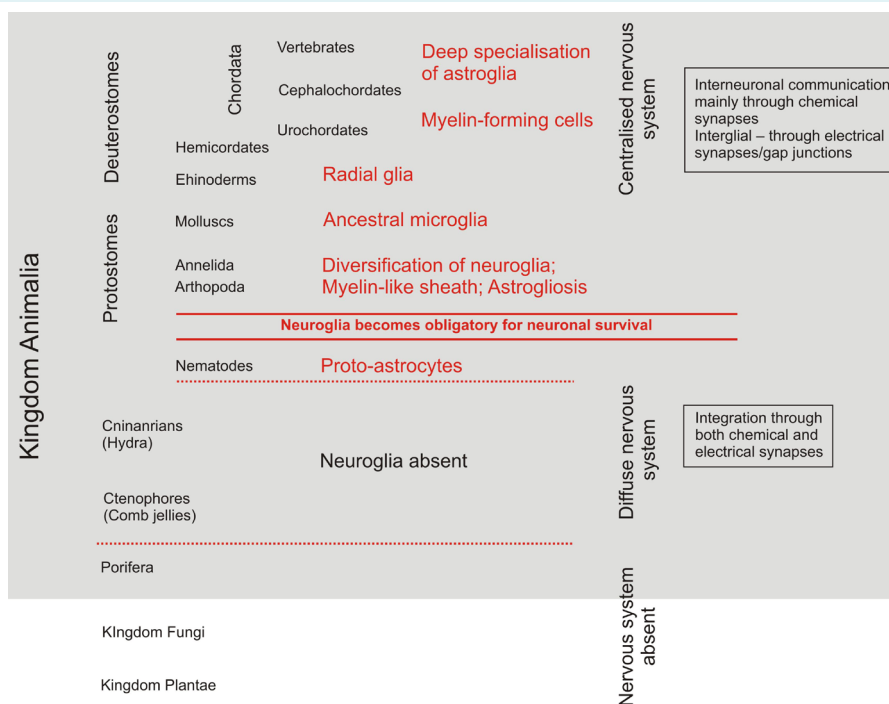 Kingdom Animalia
Deuterostomes
Chordata
Vertebrates
Cephalochordates
Urochordates
Deep specialisation
of astroglia
Myelin-forming cells
Centralised nervous
system
Interneuronal communication
mainly through chemical
synapses
Interglial – through electrical
synapses/gap junctions
Hemicordates
Ehinoderms
Radial glia
Protostomes
Molluscs
Ancestral microglia
Annelida
Arthopoda
Diversification of neuroglia;
Myelin-like sheath; Astrogliosis
Neuroglia becomes obligatory for neuronal survival
Nematodes
Proto-astrocytes
Cninanrians
(Hydra)
Neuroglia absent
Ctenophores
(Comb jellies)
Diffuse nervous
system
Integration through
both chemical and
electrical synapses
Porifera
KIngdom Fungi
Kingdom Plantae
Nervous system
absent